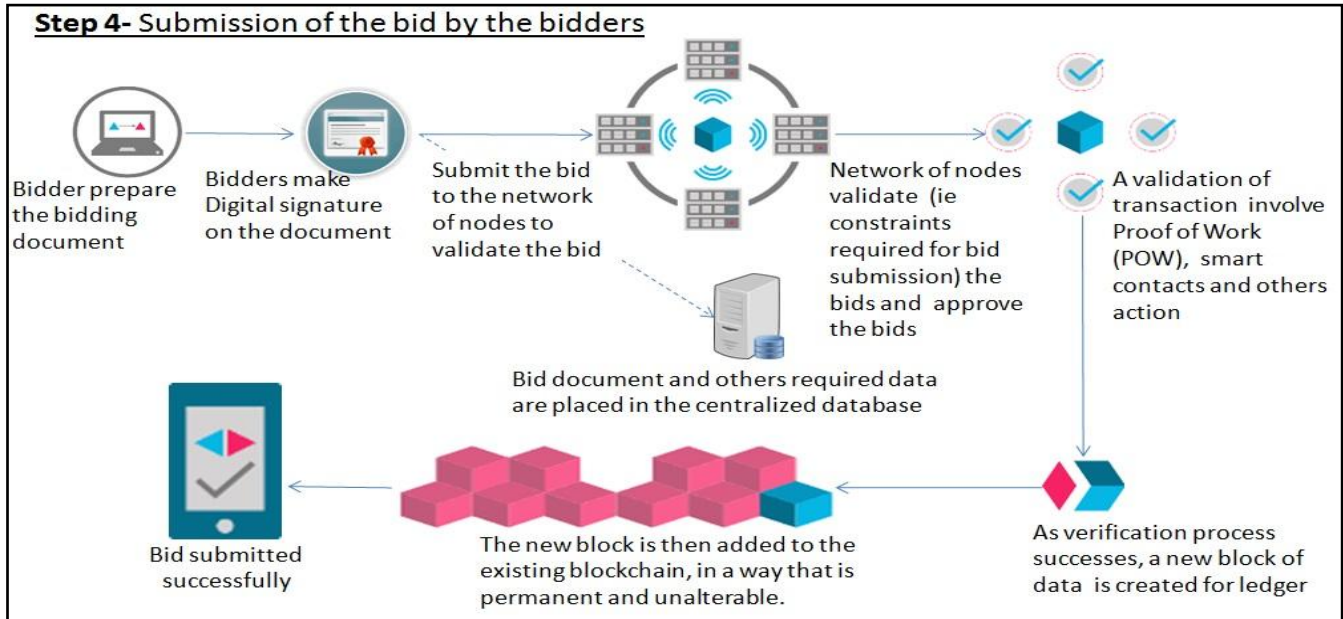 Step 4- Submission of the bid by the bidders
Bidder prepare
the bidding
document
Bidders make
Digital signature
on the document
Submit the bid
to the network
of nodes to
validate the bid
Network of nodes
validate (ie
constraints
required for bid
submission) the
bids and approve
the bids
A validation of
transaction involve
Proof of Work
(POW), smart
contacts and others
action
Bid document and others required data
are placed in the centralized database
As verification process
successes, a new block of
data is created for ledger
The new block is then added to the
existing blockchain, in a way that is
permanent and unalterable.
Bid submitted
successfully